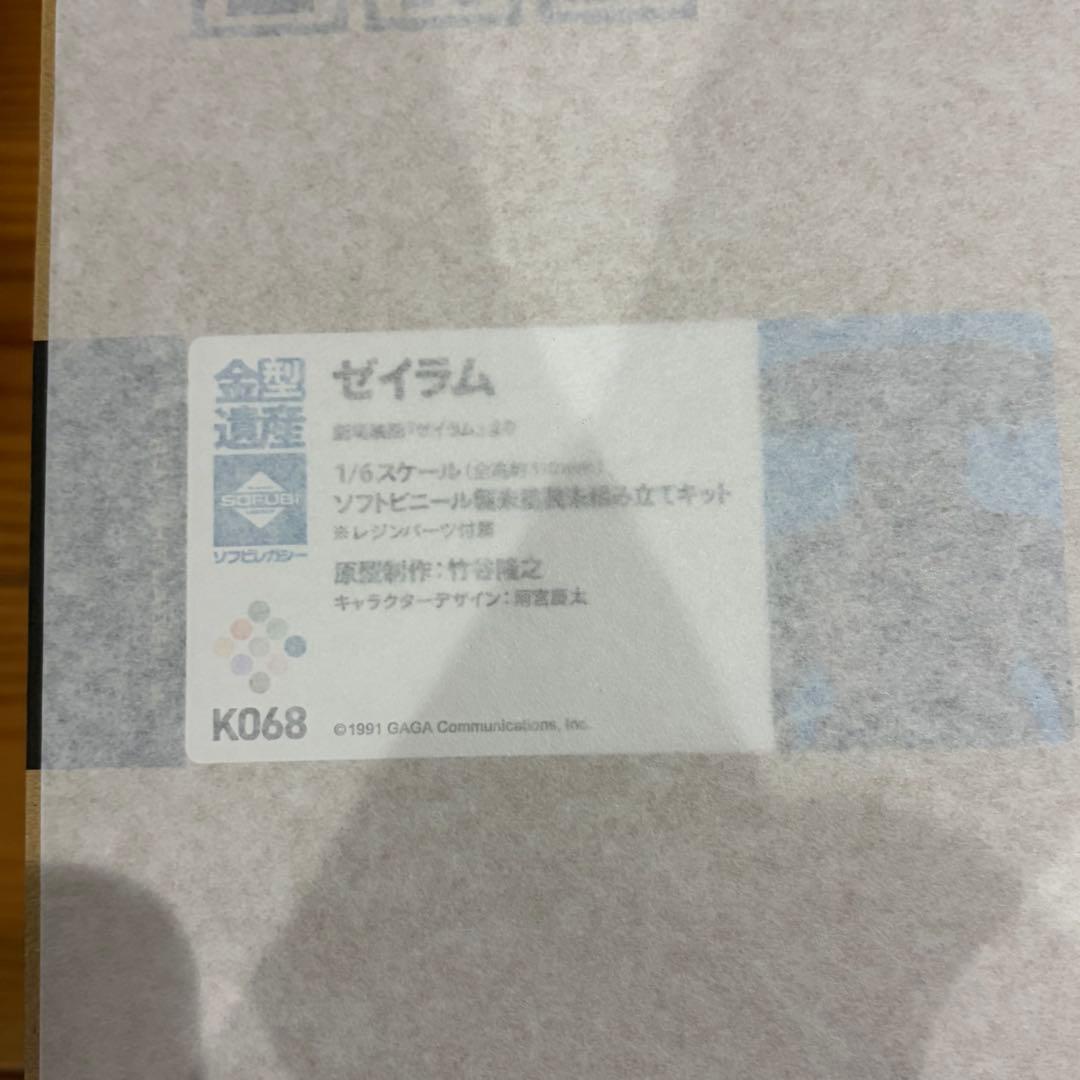 金型
遺産
SOFUBI
ソフビレガシー
K068
ゼイラム
劇場映画『ゼイラム』より
1/6スケール
ソフトビニール製未塗装未組み立てキット
※レジンパーツ付属
原型制作：竹谷隆之
キャラクターデザイン：雨宮慶太
©1991 GAGA Communications, Inc.